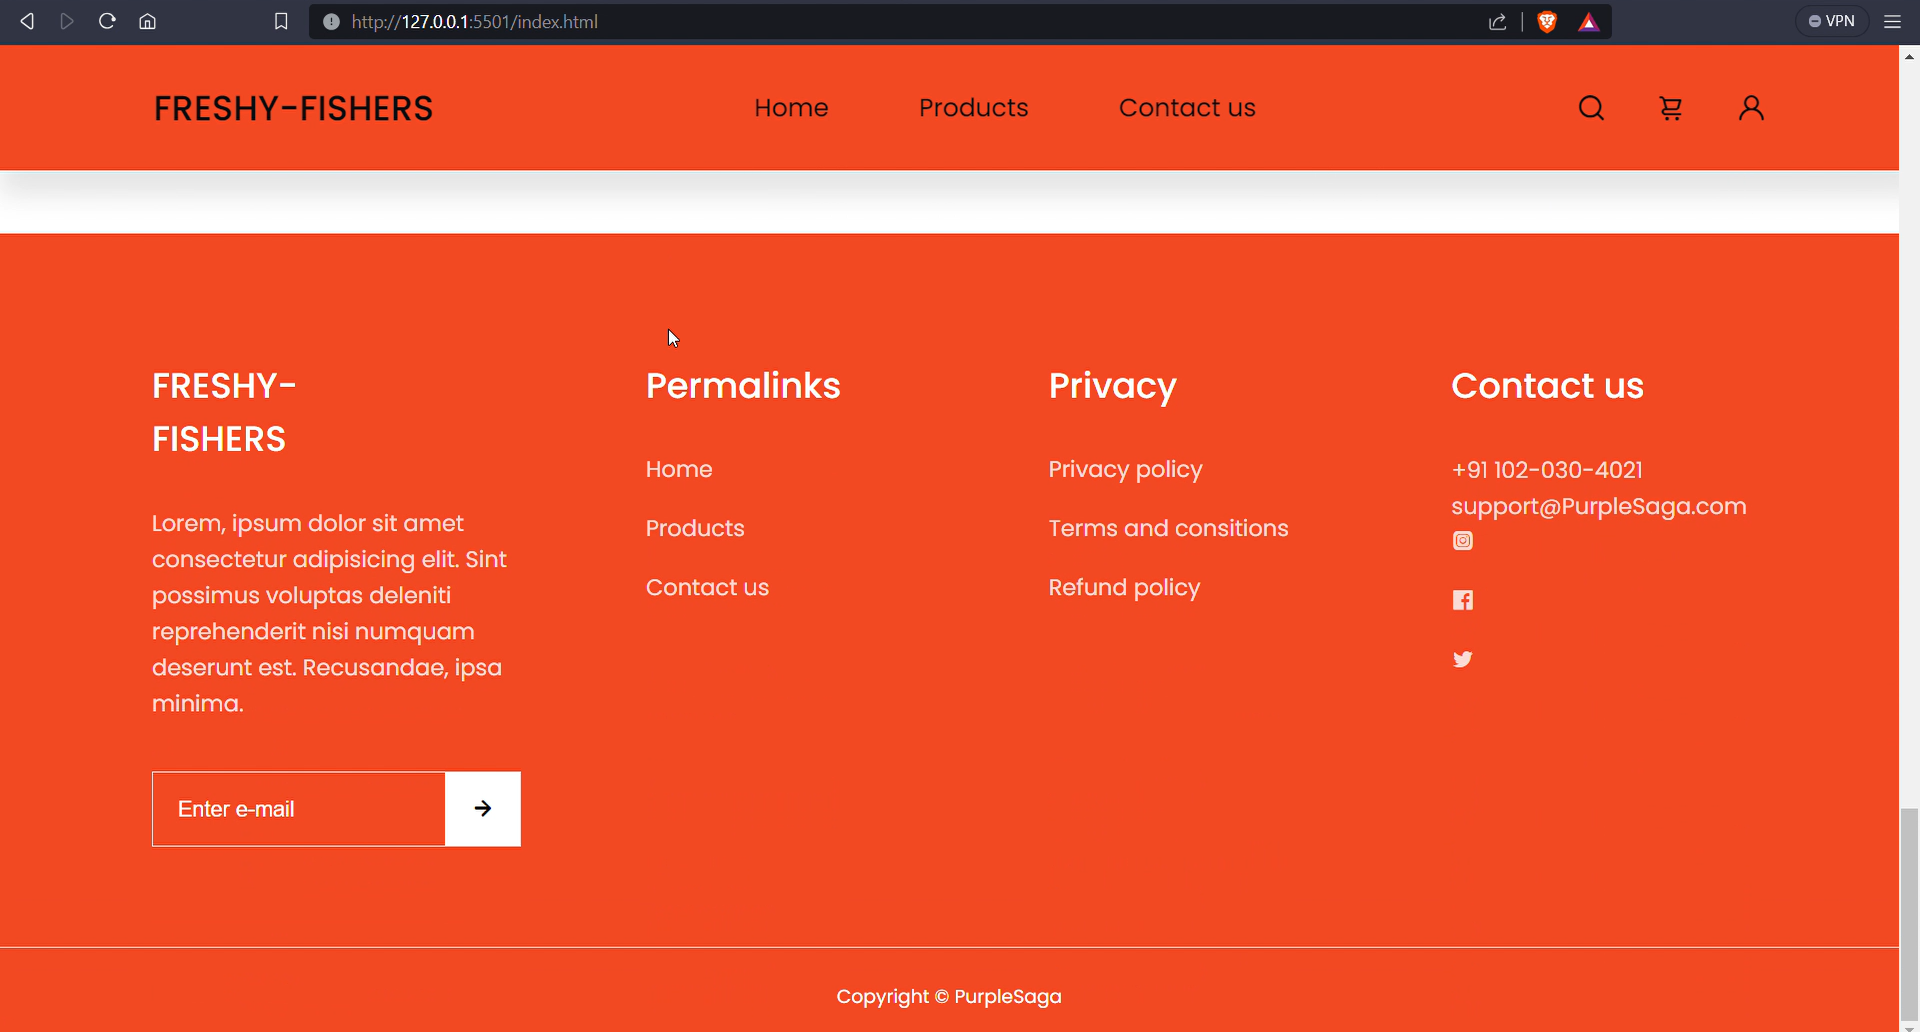 http://127.0.0.1:5501/index.html
VPN
FRESHY-FISHERS
Home
Products
Contact us
FRESHY-
FISHERS
Lorem, ipsum dolor sit amet
consectetur adipisicing elit. Sint
possimus voluptas deleniti
reprehenderit nisi numquam
deserunt est. Recusandae, ipsa
minima.
Enter e-mail
Permalinks
Home
Products
Contact us
Privacy
Privacy policy
Terms and consitions
Refund policy
Contact us
+91 102-030-4021
support@PurpleSaga.com
Copyright © PurpleSaga